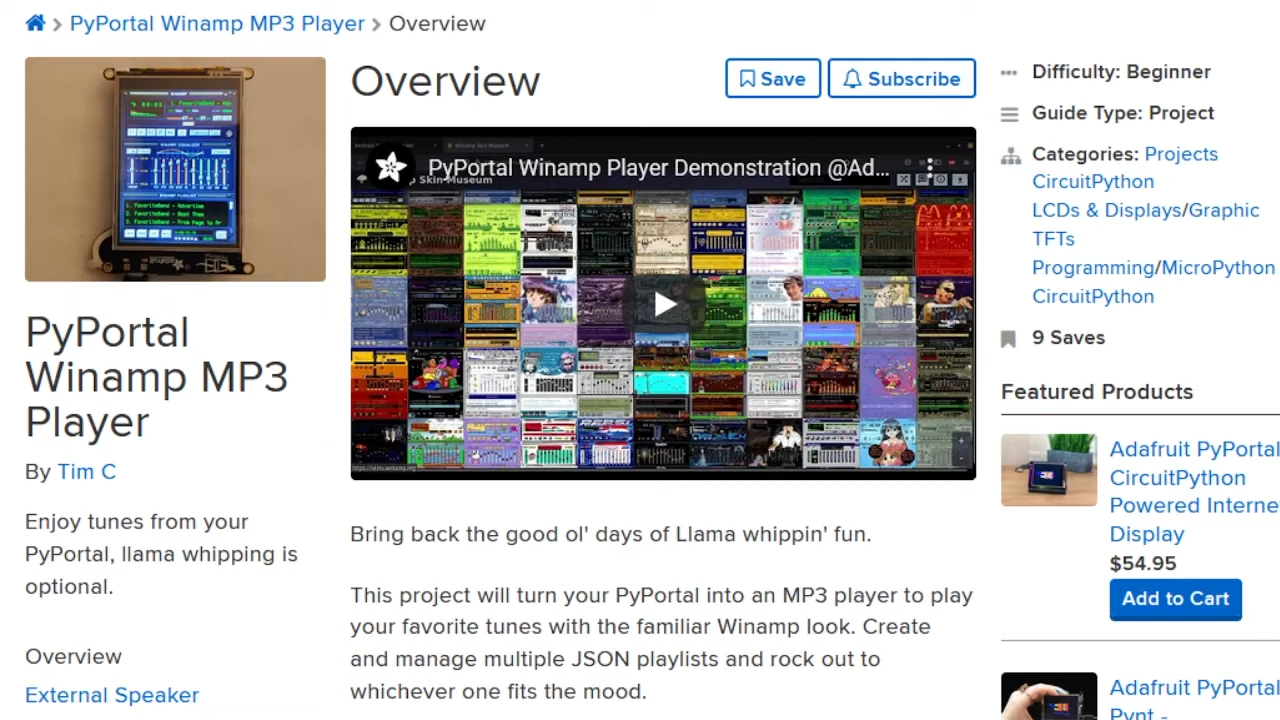 PyPortal Winamp MP3 Player
Overview
PyPortal
Winamp MP3
Player
By Tim C
Enjoy tunes from your
PyPortal, llama whipping is
optional.
Overview
External Speaker
Overview
Save
Subscribe
PyPortal Winamp Player Demonstration @Ad...
Skin Museum
Bring back the good ol' days of Llama whippin' fun.
This project will turn your PyPortal into an MP3 player to play
your favorite tunes with the familiar Winamp look. Create
and manage multiple JSON playlists and rock out to
whichever one fits the mood.
Difficulty: Beginner
Guide Type: Project
Categories: Projects
CircuitPython
LCDs & Displays/Graphic
TFTs
Programming/MicroPython
CircuitPython
9 Saves
Featured Products
Adafruit PyPortal
CircuitPython
Powered Interne
Display
$54.95
Add to Cart
Adafruit PyPortal
Pynt -